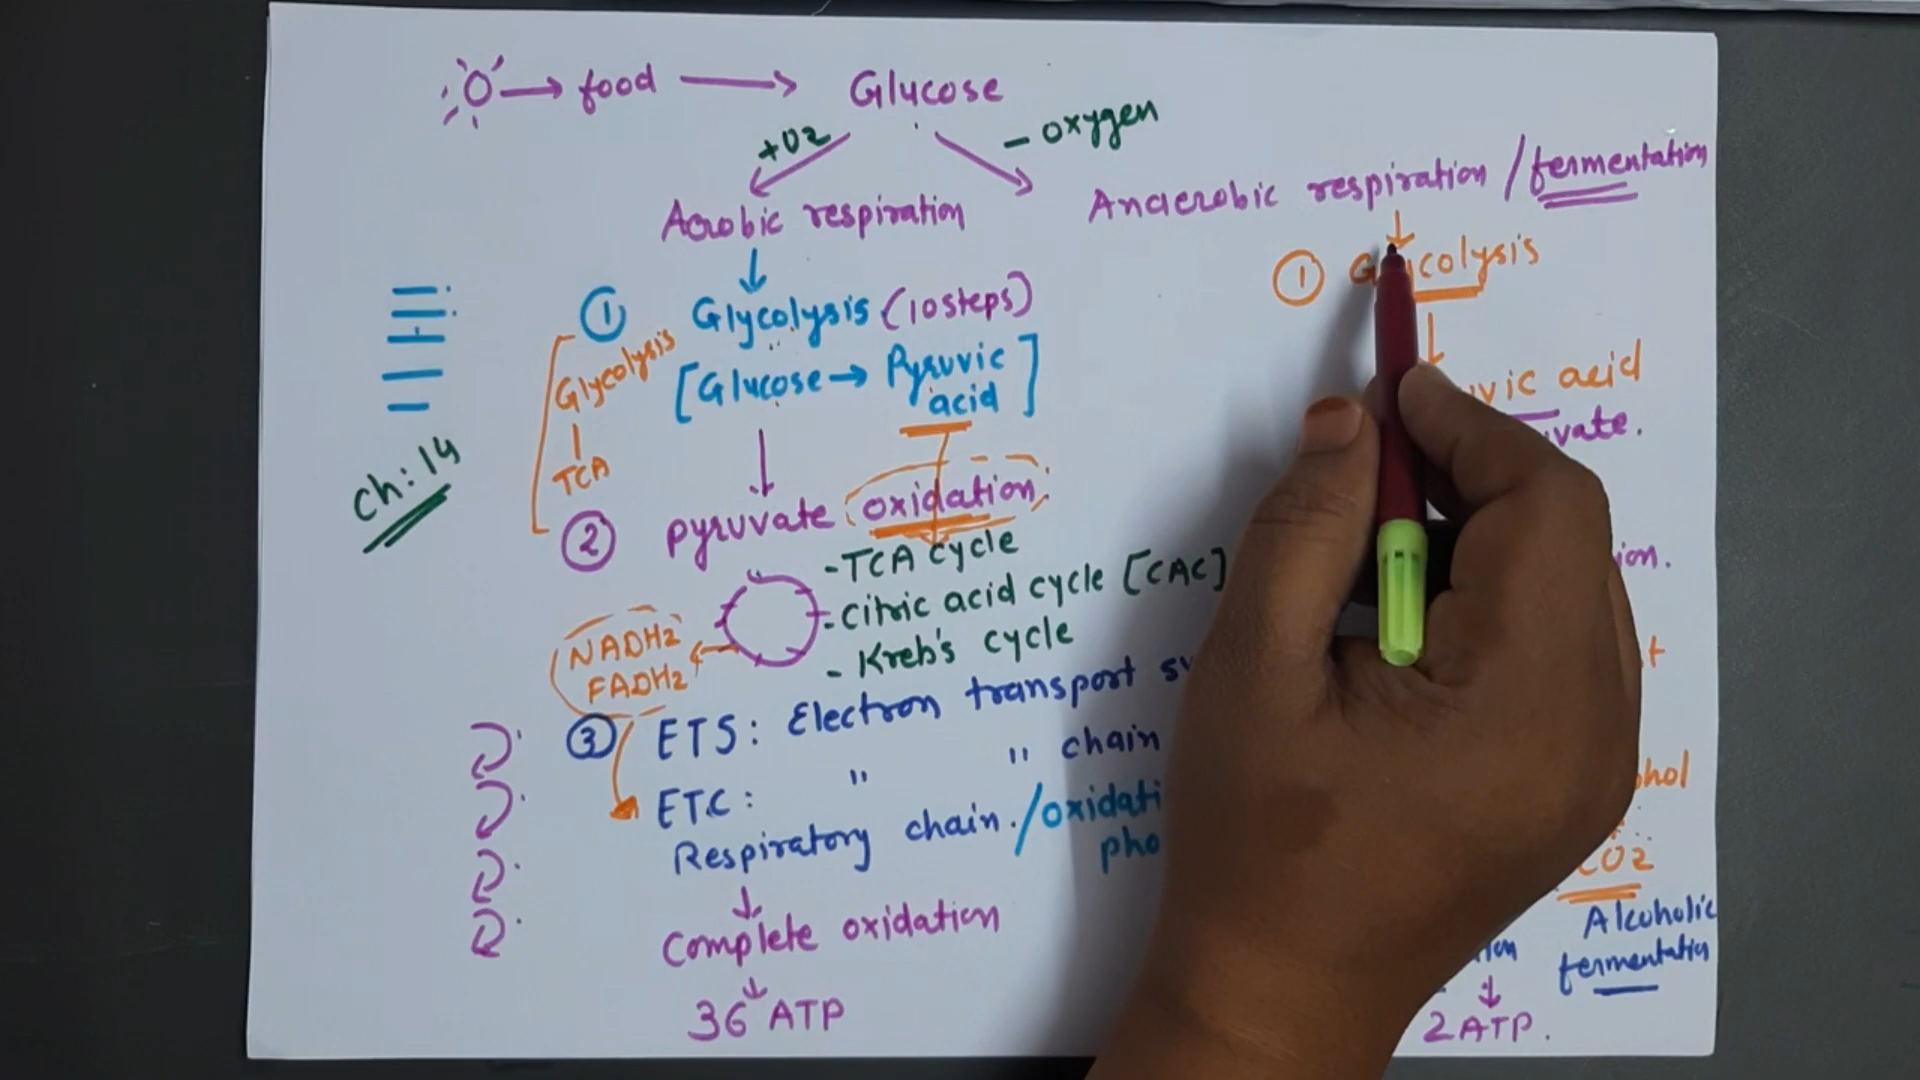 food → Glucose
+O2
- oxygen
Aerobic respiration
Anaerobic respiration / fermentation
① Glycolysis (10 steps)
[Glucose → Pyruvic
acid]
Glycolysis
TCA
ch: 14
② pyruvate oxidation
-TCA cycle
-citric acid cycle [CAC]
- Kreb's cycle
NADH2
FADH2
③ ETS: Electron transport
" " chain
ETC:
Respiratory chain. /
Complete oxidation
36 ATP
① Glycolysis
acid
CO2
Alcoholic
fermentation
2 ATP.